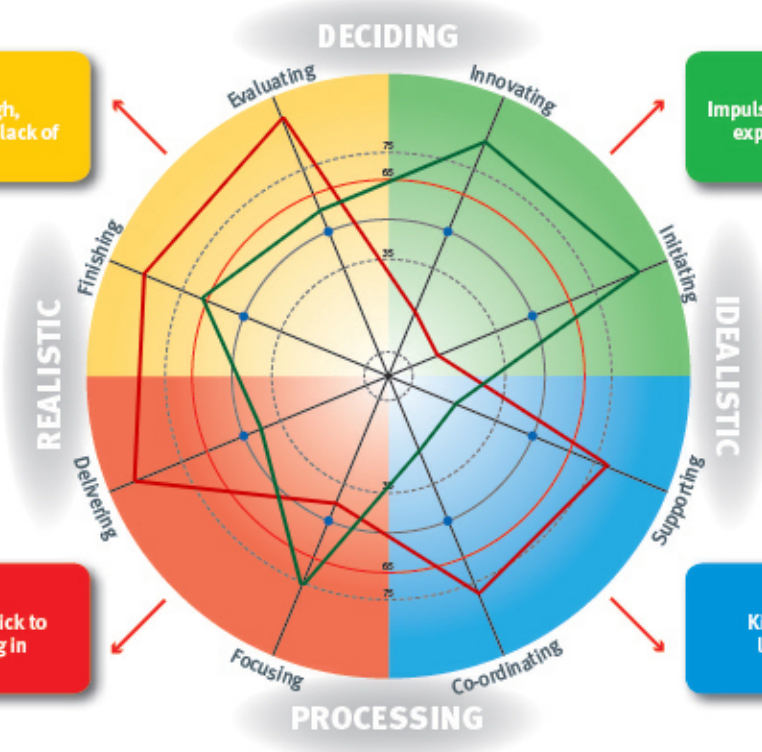 DECIDING
Evaluating
Innovating
gh,
lack of
Impuls
exp
75
65
35
Finishing
Initiating
REALISTIC
IDEALISTIC
Delivering
Supporting
65
75
ick to
g in
Ki
l
Focusing
Co-ordinating
PROCESSING